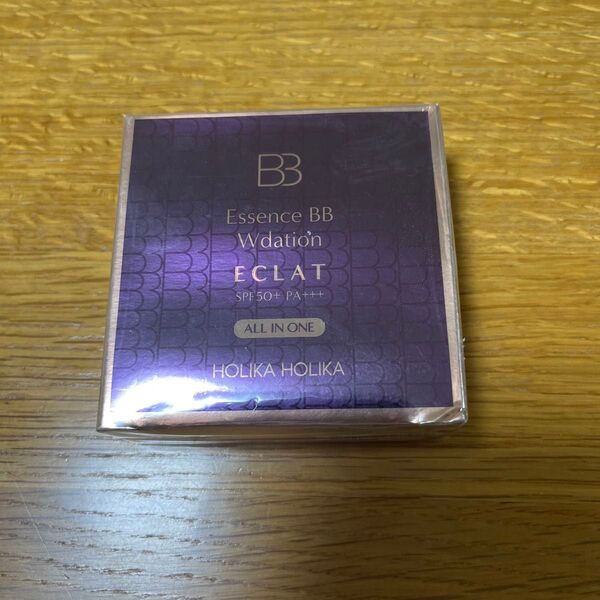 BB
Essence BB
Wdation
ECLAT
SPF50+ PA+++
ALL IN ONE
HOLIKA HOLIKA